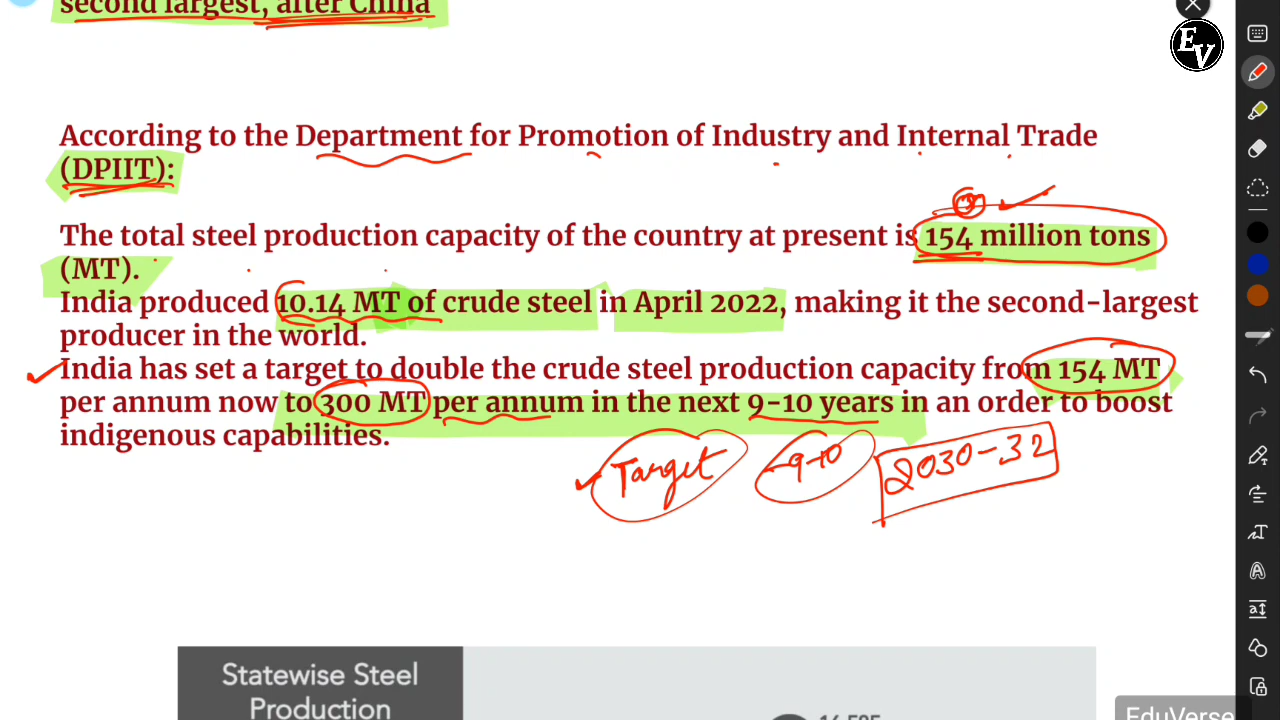 second largest, after China
EV
According to the Department for Promotion of Industry and Internal Trade
(DPIIT):
The total steel production capacity of the country at present is 154 million tons
(MT).
India produced 10.14 MT of crude steel in April 2022, making it the second-largest
producer in the world.
India has set a target to double the crude steel production capacity from 154 MT
per annum now to 300 MT per annum in the next 9-10 years in an order to boost
indigenous capabilities.
Target 9-10 2030-32
Statewise Steel
Production
EduVerse